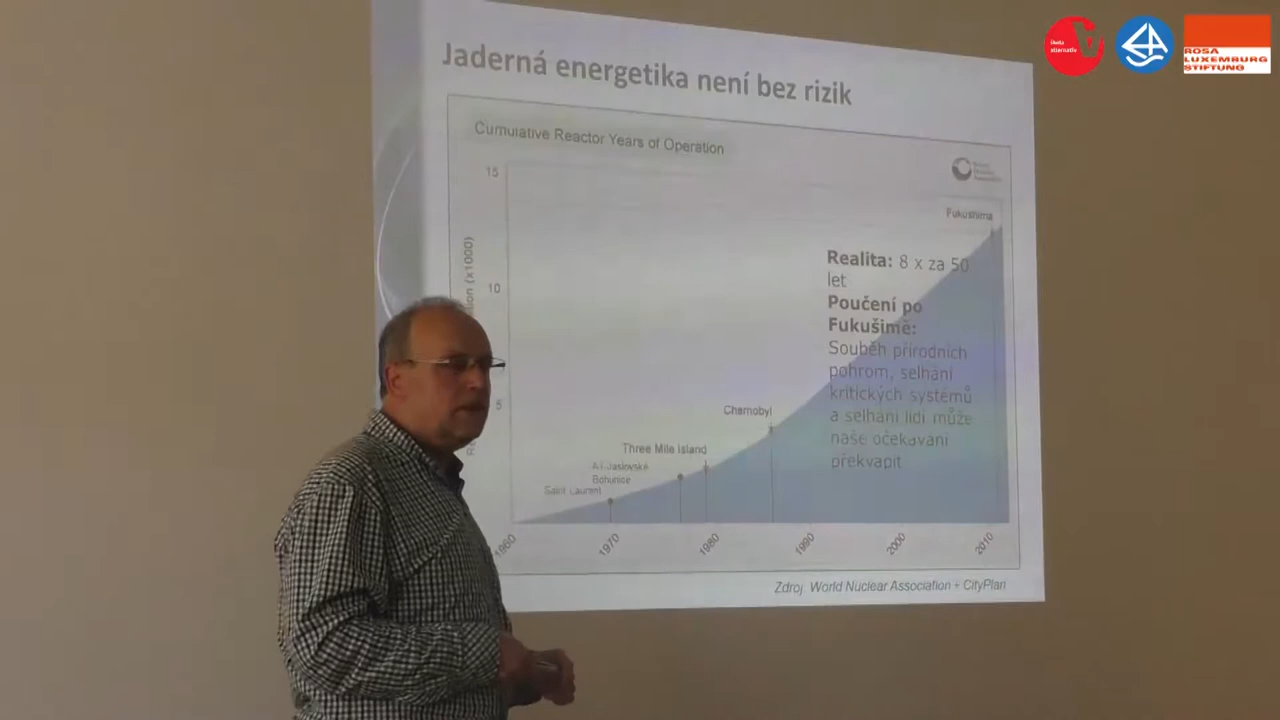 Jaderná energetika není bez rizik
Cumulative Reactor Years of Operation
15
Fukushima
Realita: 8 x za 50
let
10
Poučení po
Fukušimě:
Souběh přírodních
pohrom, selhání
kritických systémů
5
a selhání lidí může
naše očekávání
překvapit
(x1000)
Chernobyl
Three Mile Island
A1-Jaslovské
Bohunice
Saint Laurent
1960
1970
1980
1990
2000
2010
Zdroj: World Nuclear Association + CityPlan
ROSA
LUXEMBURG
STIFTUNG